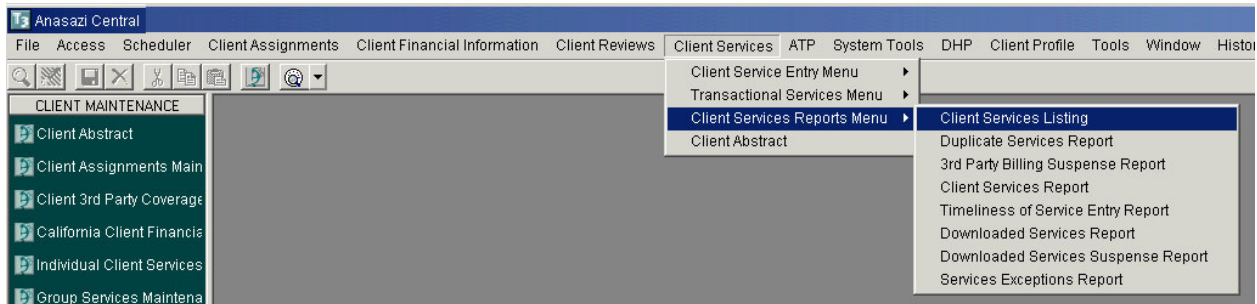 T3 Anasazi Central
File Access Scheduler Client Assignments Client Financial Information Client Reviews Client Services ATP System Tools DHP Client Profile Tools Window Histor
CLIENT MAINTENANCE
Client Abstract
Client Assignments Main
Client 3rd Party Coverage
California Client Financia
Individual Client Services
Group Services Maintena
Client Service Entry Menu
Transactional Services Menu
Client Services Reports Menu
Client Abstract
Client Services Listing
Duplicate Services Report
3rd Party Billing Suspense Report
Client Services Report
Timeliness of Service Entry Report
Downloaded Services Report
Downloaded Services Suspense Report
Services Exceptions Report